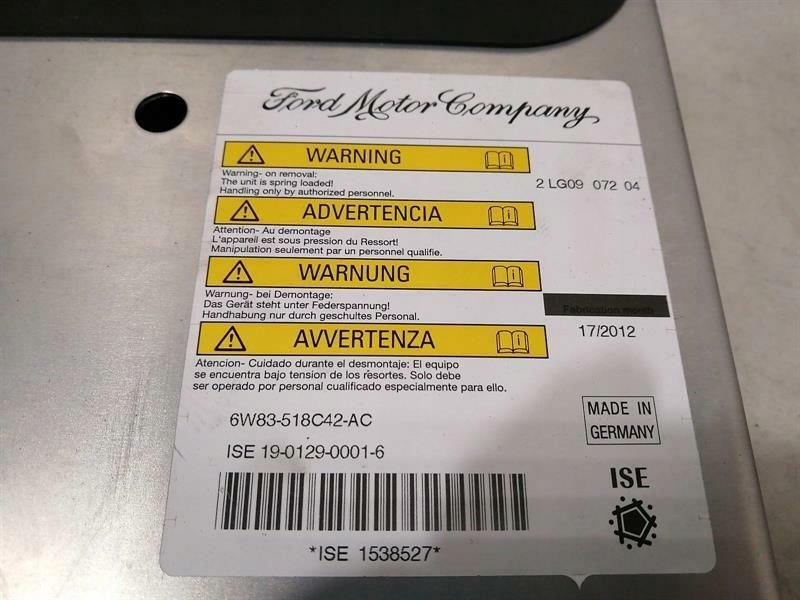 Ford Motor Company
WARNING
Warning- on removal:
The unit is spring loaded!
Handling only by authorized personnel.
2 LG09 072 04
ADVERTENCIA
Attention- Au demontage
L'appareil est sous pression du Ressort!
Manipulation seulement par un personnel qualifie.
WARNUNG
Warnung- bei Demontage:
Das Gerät steht unter Federspannung!
Handhabung nur durch geschultes Personal.
Fabrication month
17/2012
AVVERTENZA
Atencion- Cuidado durante el desmontaje: El equipo
se encuentra bajo tension de los resortes. Solo debe
ser operado por personal cualificado especialmente para ello.
6W83-518C42-AC
MADE IN
GERMANY
ISE 19-0129-0001-6
ISE
*ISE 1538527*